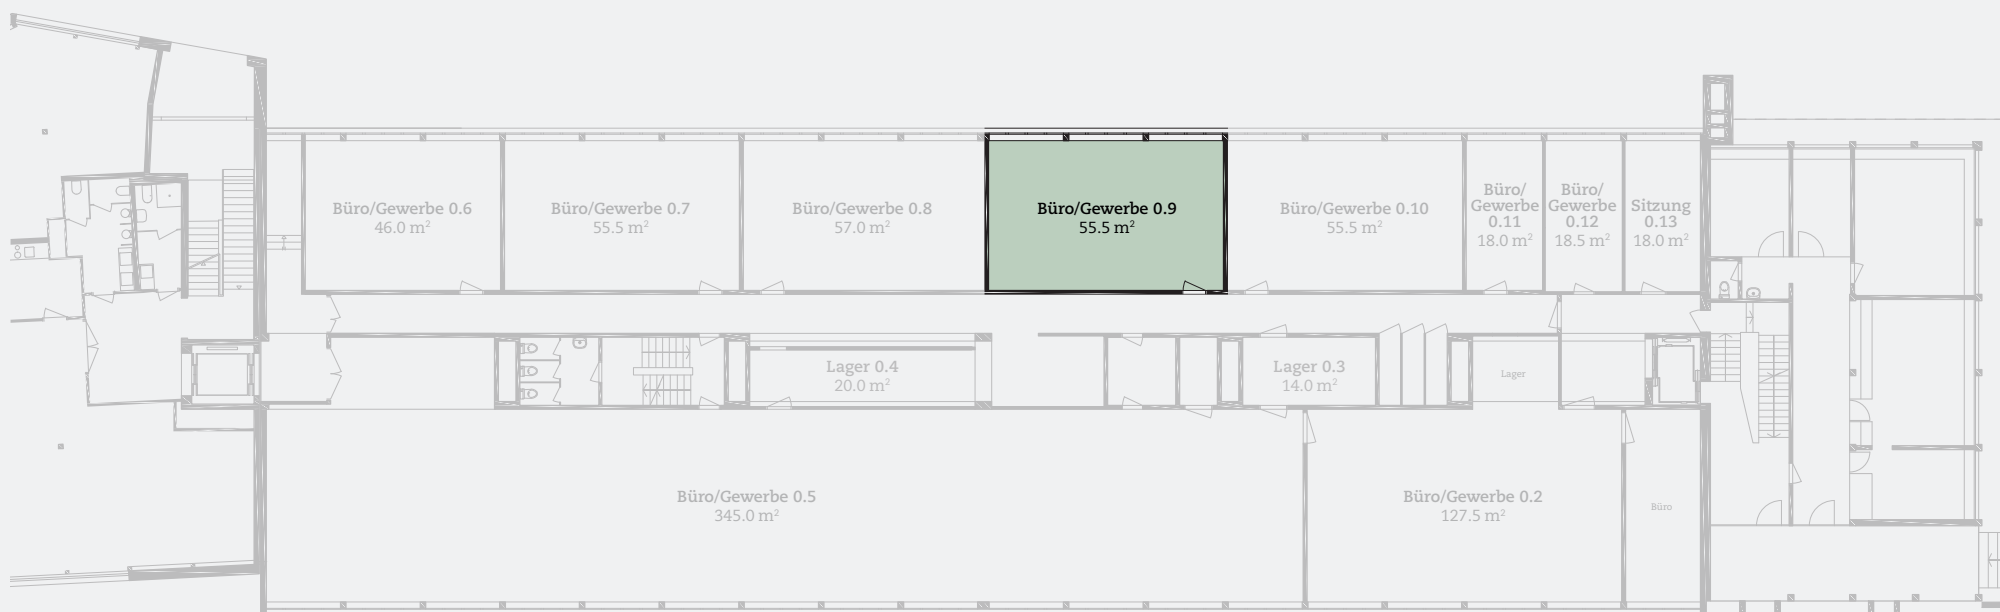 Büro/Gewerbe 0.6
46.0 m²
Büro/Gewerbe 0.7
55.5 m²
Büro/Gewerbe 0.8
57.0 m²
Büro/Gewerbe 0.9
55.5 m²
Büro/Gewerbe 0.10
55.5 m²
Büro/
Gewerbe
0.11
18.0 m²
Büro/
Gewerbe
0.12
18.5 m²
Sitzung
0.13
18.0 m²
Lager 0.4
20.0 m²
Lager 0.3
14.0 m²
Lager
Büro/Gewerbe 0.5
345.0 m²
Büro/Gewerbe 0.2
127.5 m²
Büro